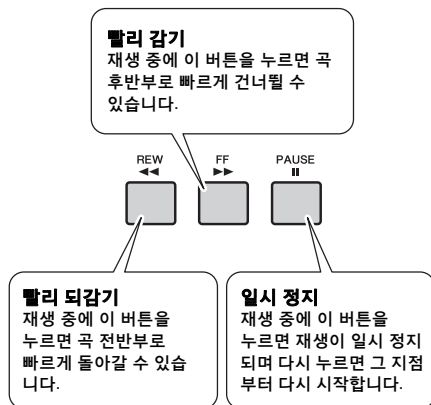 빨리 감기
재생 중에 이 버튼을 누르면 곡
후반부로 빠르게 건너뛸 수
있습니다.
REW
◀◀
FF
▶▶
PAUSE
빨리 되감기
재생 중에 이 버튼을
누르면 곡 전반부로
빠르게 돌아갈 수 있습
니다.
일시 정지
재생 중에 이 버튼을
누르면 재생이 일시 정지
되며 다시 누르면 그 지점
부터 다시 시작합니다.